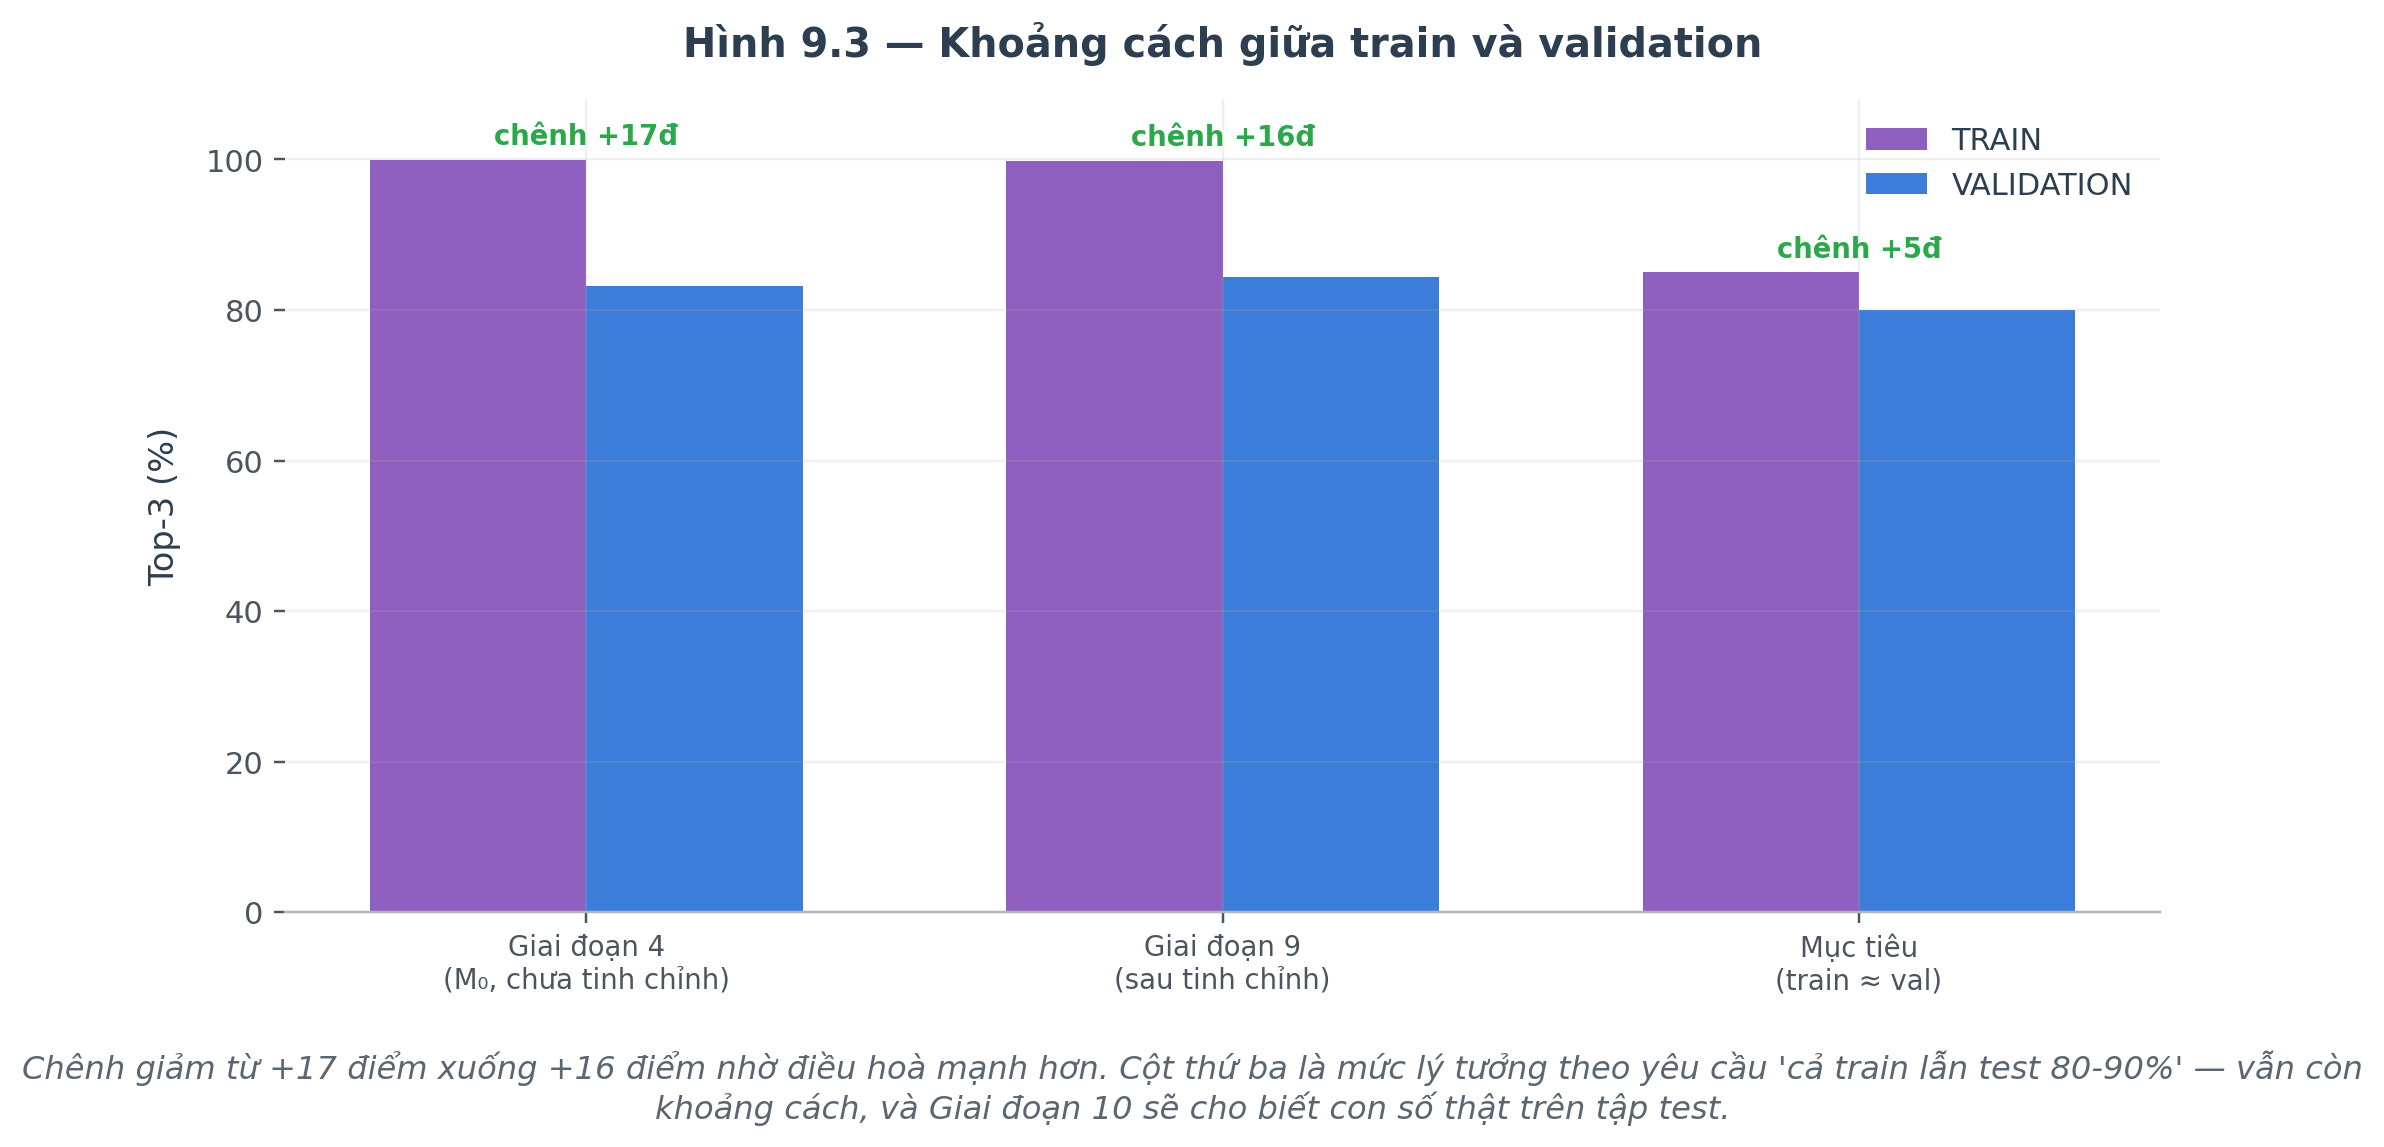 Hình 9.3 — Khoảng cách giữa train và validation
chênh +17đ
chênh +16đ
chênh +5đ
TRAIN
VALIDATION
Top-3 (%)
100
80
60
40
20
0
Giai đoạn 4
(M₀, chưa tinh chỉnh)
Giai đoạn 9
(sau tinh chỉnh)
Mục tiêu
(train ≈ val)
Chênh giảm từ +17 điểm xuống +16 điểm nhờ điều hoà mạnh hơn. Cột thứ ba là mức lý tưởng theo yêu cầu 'cả train lẫn test 80-90%' — vẫn còn
khoảng cách, và Giai đoạn 10 sẽ cho biết con số thật trên tập test.